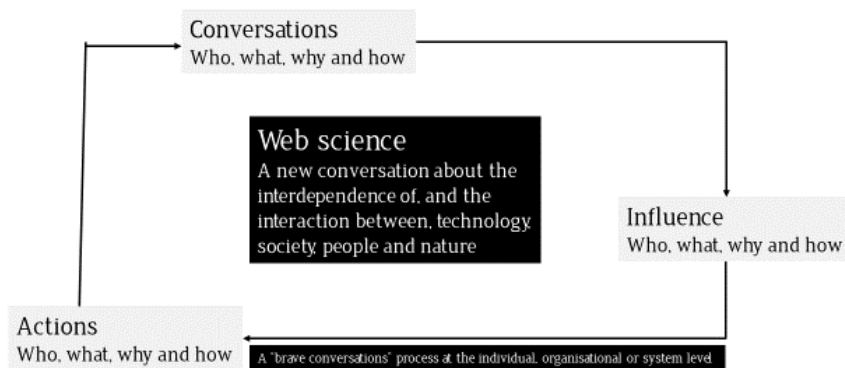 Conversations
Who, what, why and how
Web science
A new conversation about the
interdependence of, and the
interaction between, technology,
society, people and nature
Influence
Who, what, why and how
Actions
Who, what, why and how
A "brave conversations" process at the individual, organisational or system level